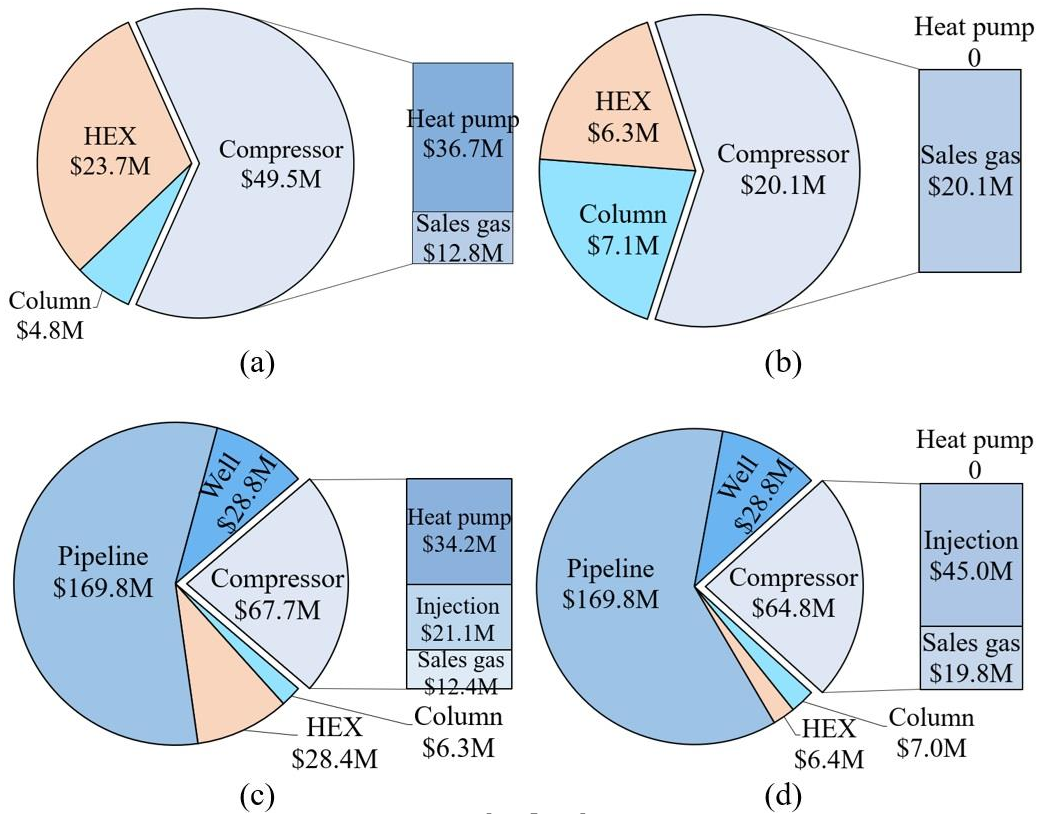 HEX
$23.7M
Compressor
$49.5M
Column
$4.8M
Heat pump
$36.7M
Sales gas
$12.8M
(a)
HEX
$6.3M
Column
$7.1M
Compressor
$20.1M
Heat pump
0
Sales gas
$20.1M
(b)
Well
$28.8M
Pipeline
$169.8M
Compressor
$67.7M
Heat pump
$34.2M
Injection
$21.1M
Sales gas
$12.4M
HEX
$28.4M
Column
$6.3M
(c)
Well
$28.8M
Pipeline
$169.8M
Compressor
$64.8M
Heat pump
0
Injection
$45.0M
Sales gas
$19.8M
HEX
$6.4M
Column
$7.0M
(d)